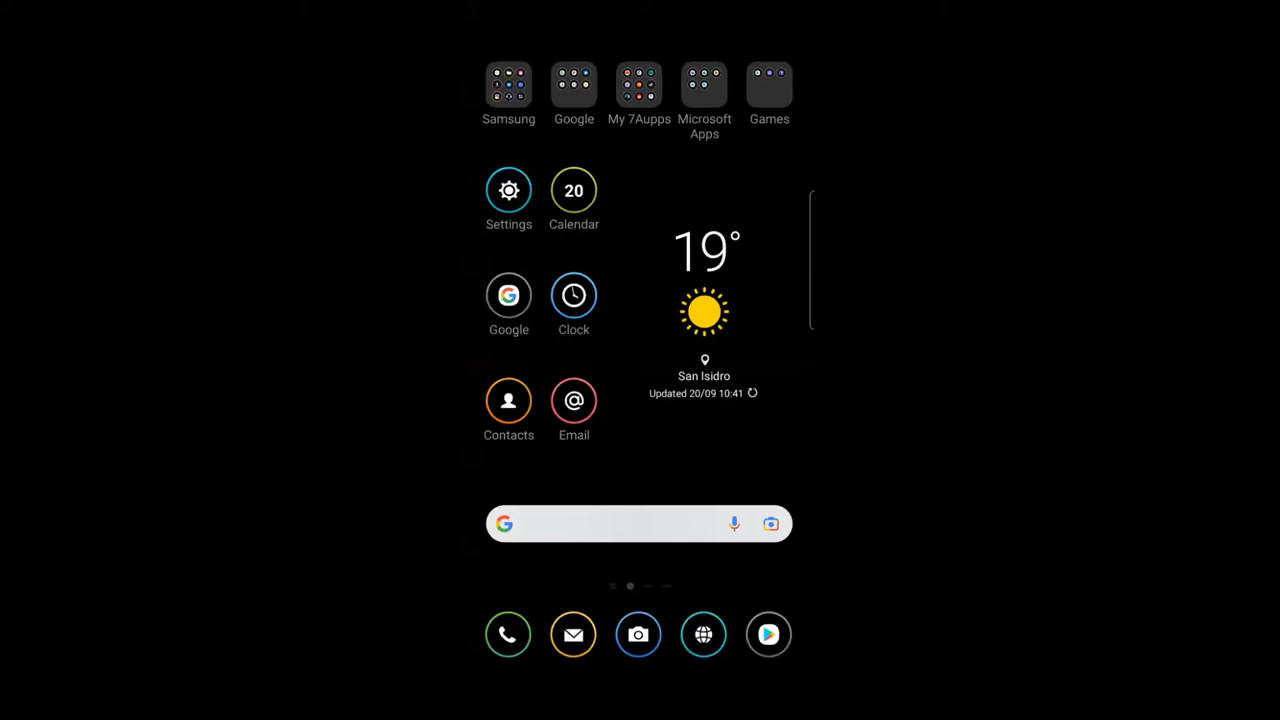 Samsung
Google
My 7Aupps
Microsoft
Apps
Games
Settings
20
Calendar
19°
Google
Clock
San Isidro
Updated 20/09 10:41
Contacts
Email